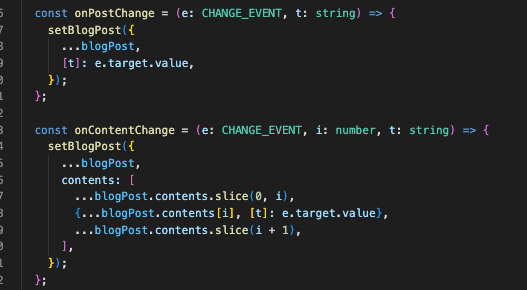 const onPostChange = (e: CHANGE_EVENT, t: string) => {
setBlogPost({
...blogPost,
[t]: e.target.value,
});
};
const onContentChange = (e: CHANGE_EVENT, i: number, t: string) => {
setBlogPost({
...blogPost,
contents: [
...blogPost.contents.slice(0, i),
{...blogPost.contents[i], [t]: e.target.value},
...blogPost.contents.slice(i + 1),
],
});
};